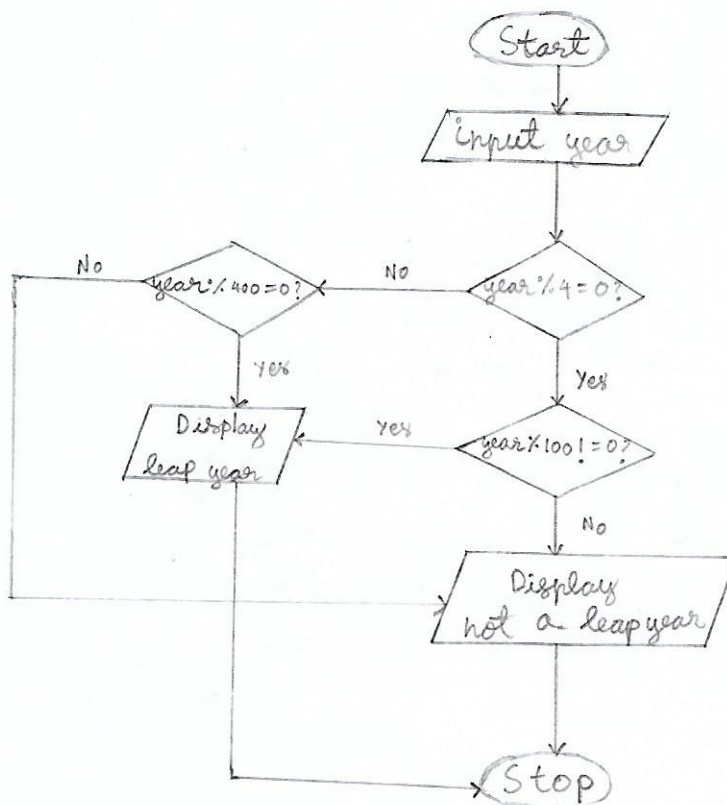 Start
input year
No
year%400=0?
No
year%4=0?
Yes
Yes
Display
leap year
Yes
year%100!=0?
No
Display
not a leap year
Stop